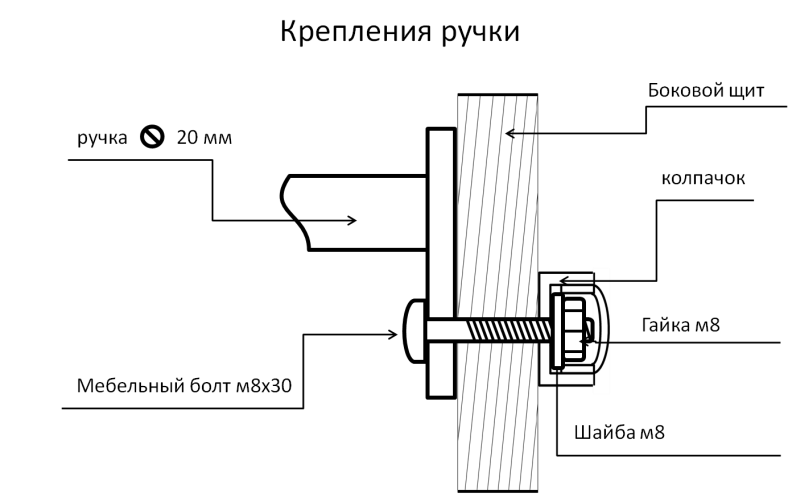 Крепления ручки
Боковой щит
ручка ⌀ 20 мм
колпачок
Гайка м8
Мебельный болт м8х30
Шайба м8